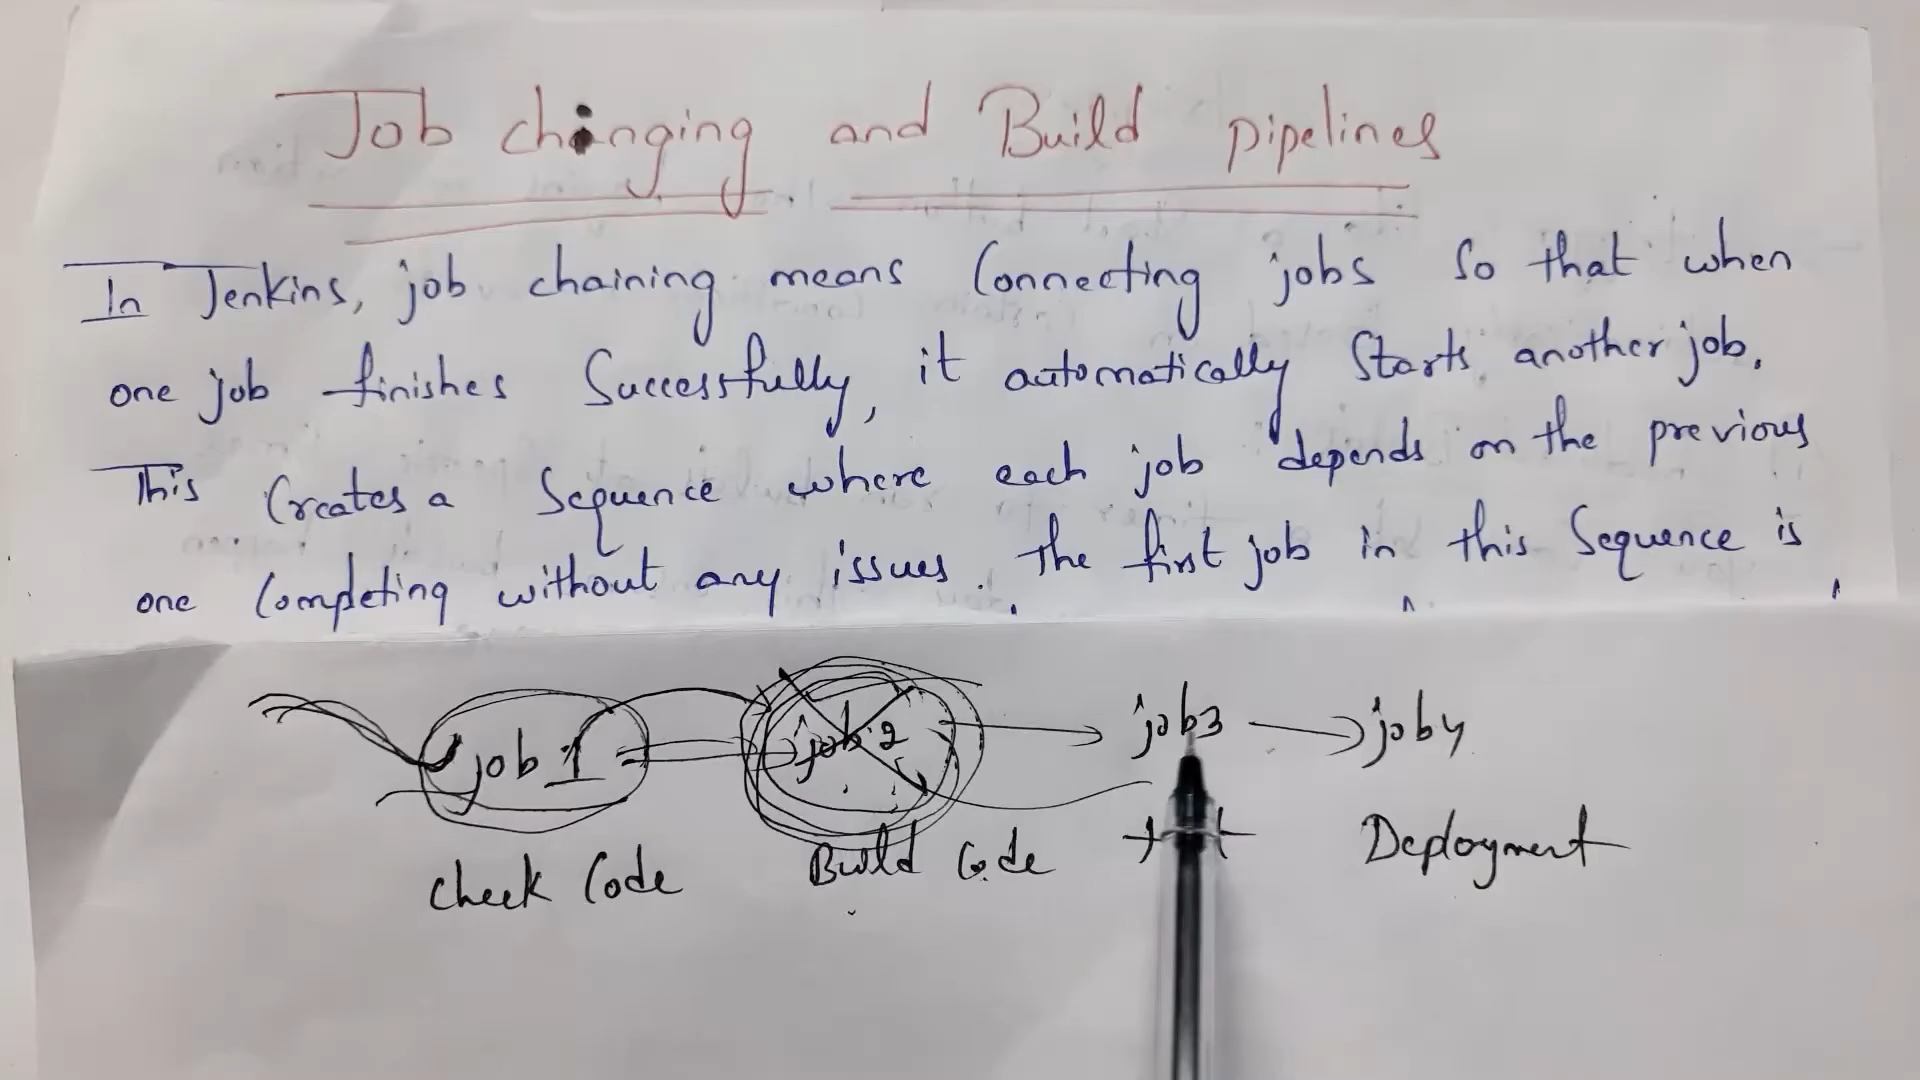 Job chinging and Build pipelines
In Jenkins, job chaining means Connecting jobs So that when
one job finishes Successfully, it automatically Starts another job.
This Creates a Sequence where each job depends on the previous
one Completing without any issues. The first job in this Sequence is
job 1 job 2 job3 job4
Check Code Build Code Deployment